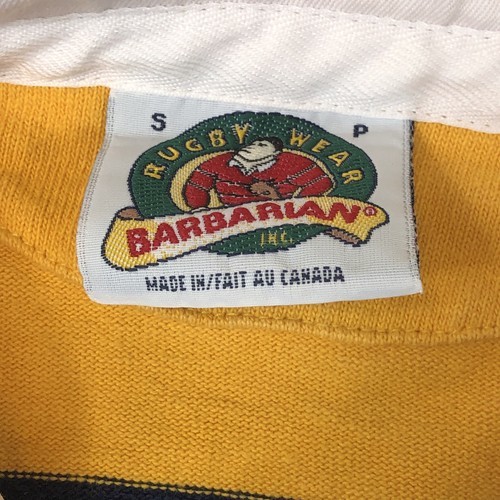 S P
RUGBY WEAR
BARBARIAN®
INC.
MADE IN/FAIT AU CANADA